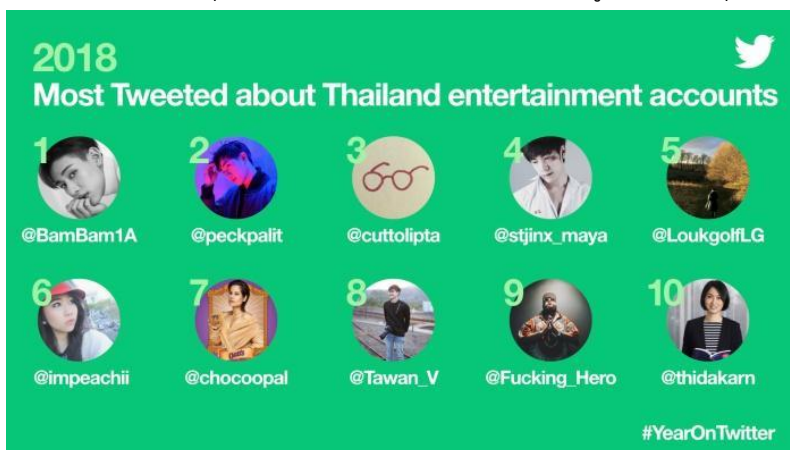 2018
Most Tweeted about Thailand entertainment accounts
1 2 3 4 5
@BamBam1A @peckpalit @cuttolipta @stjinx_maya @LoukgolfLG
6 7 8 9 10
@impeachii @chocoopal @Tawan_V @Fucking_Hero @thidakarn
#YearOnTwitter